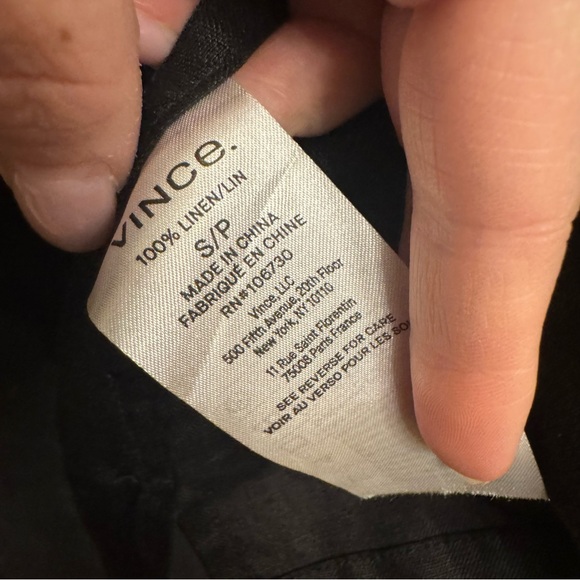 VINCE.
100% LINEN/LIN
S/P
MADE IN CHINA
FABRIQUÉ EN CHINE
RN#106730
Vince, LLC
500 Fifth Avenue, 20th Floor
New York, NY 10110
11 Rue Saint Florentin
75008 Paris France
SEE REVERSE FOR CARE
VOIR AU VERSO POUR LES